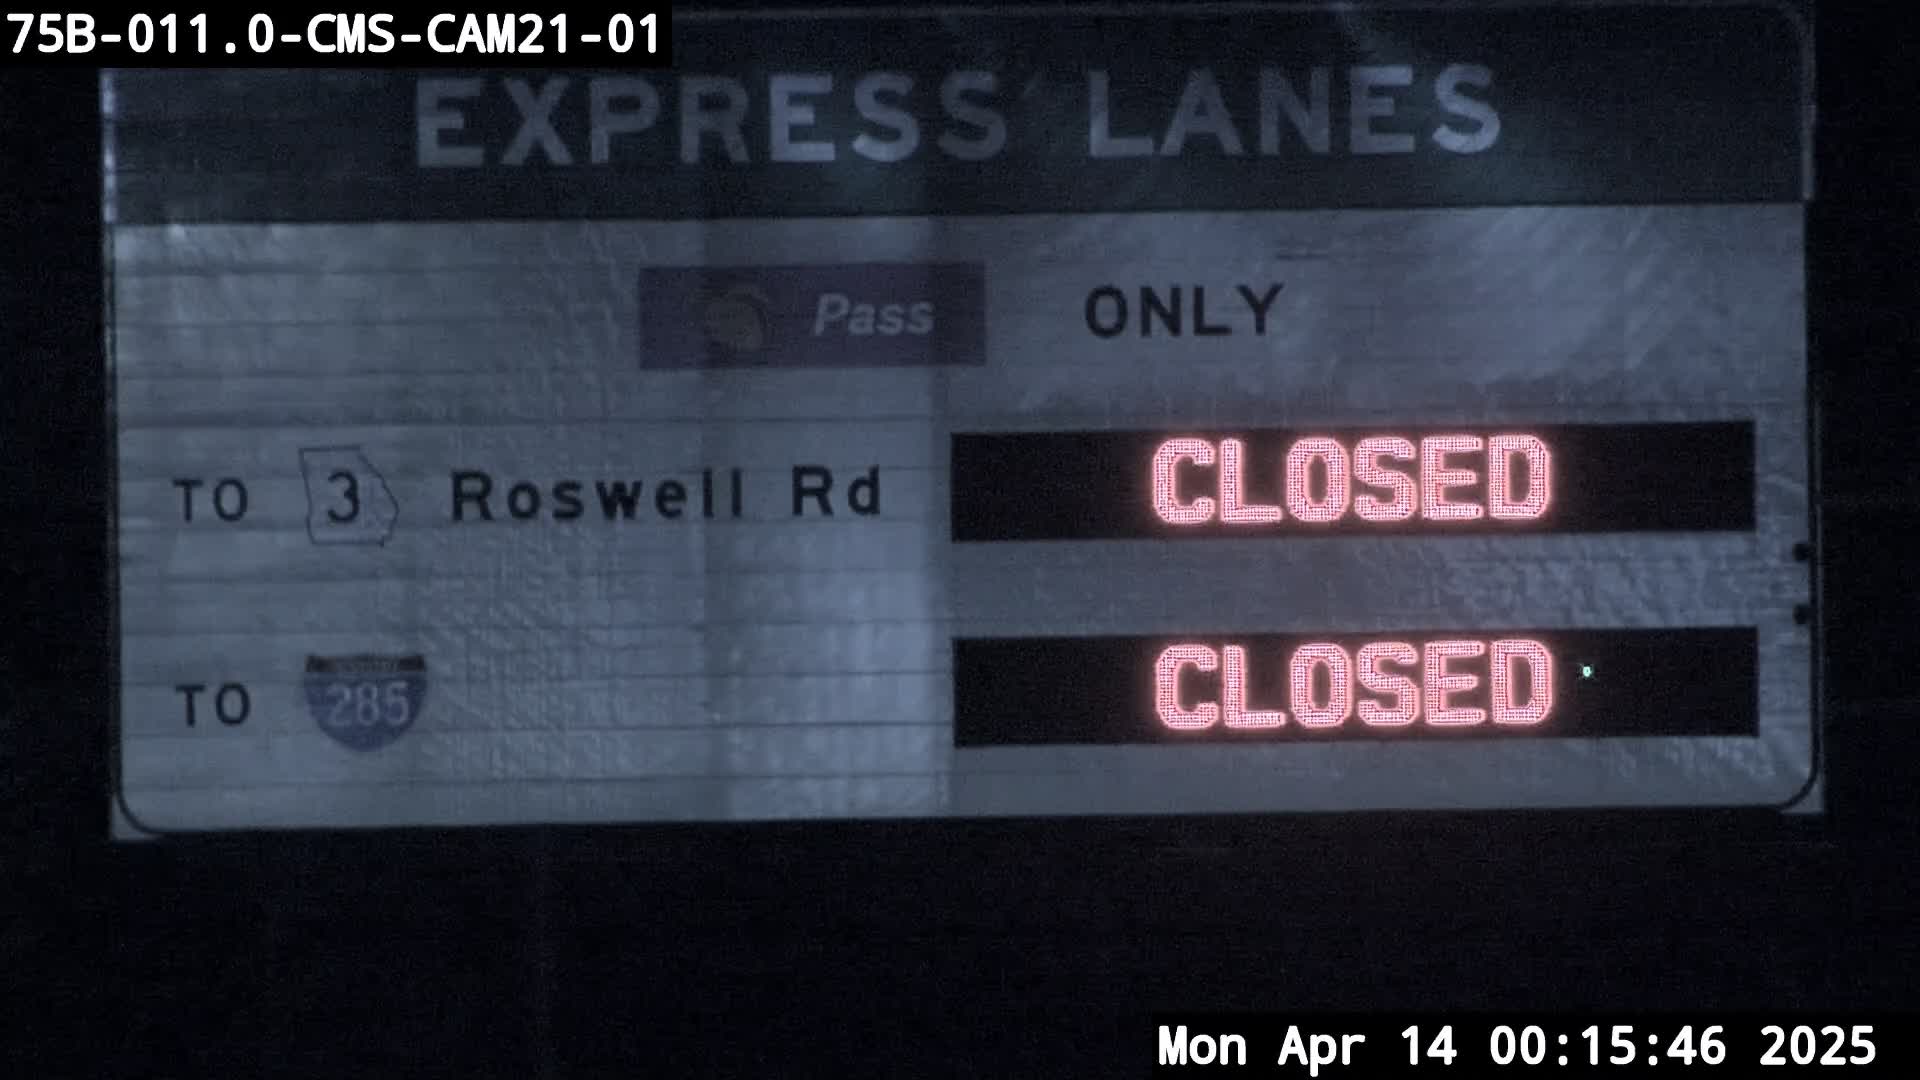 75B-011.0-CMS-CAM21-01
EXPRESS LANES
Pass ONLY
TO 3 Roswell Rd CLOSED
TO 285 CLOSED
Mon Apr 14 00:15:46 2025